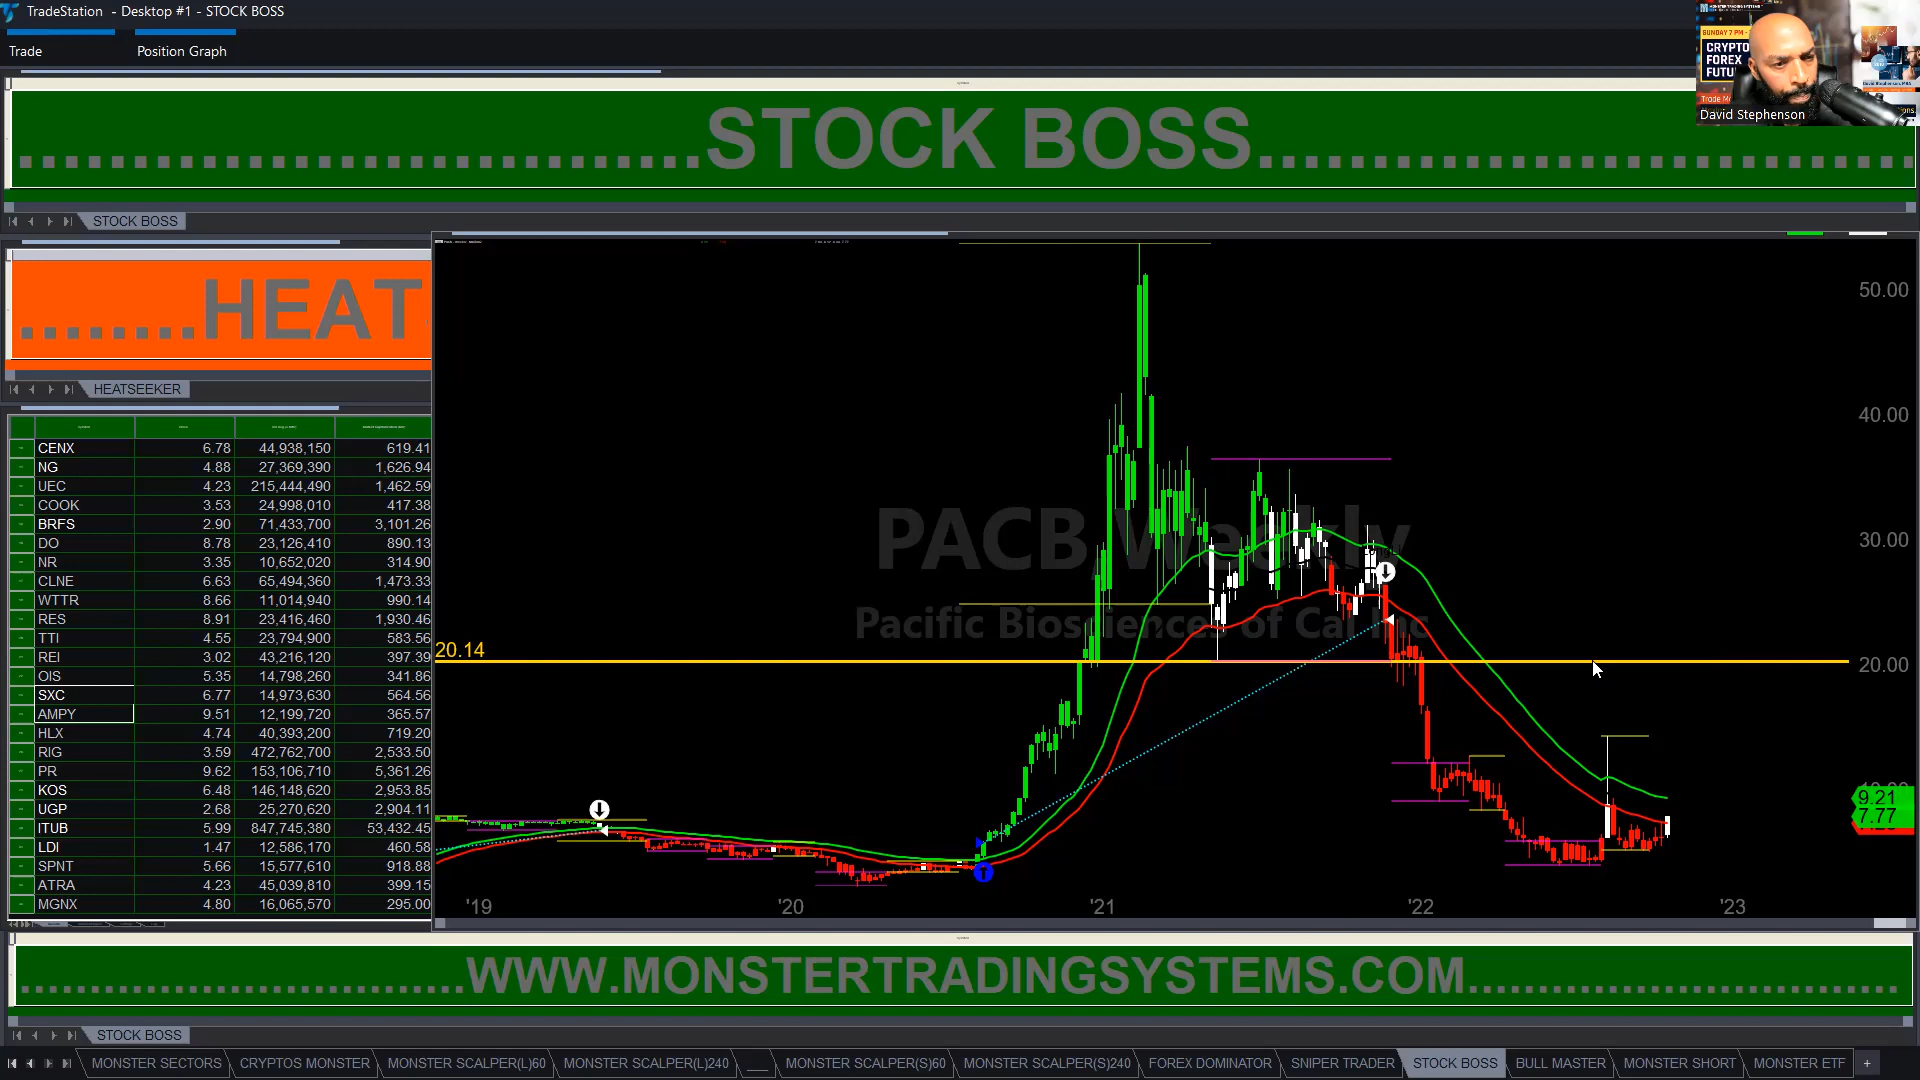 TradeStation - Desktop #1 - STOCK BOSS
Trade Position Graph
SUNDAY 7 PM
CRYPTO
FOREX
FUTU
David Stephenson
STOCK BOSS
STOCK BOSS
HEAT
HEATSEEKER
CENX 6.78 44,938,150 619.41
NG 4.88 27,369,390 1,626.94
UEC 4.23 215,444,490 1,462.59
COOK 3.53 24,998,010 417.38
BRFS 2.90 71,433,700 3,101.26
DO 8.78 23,126,410 890.13
NR 3.35 10,652,020 314.90
CLNE 6.63 65,494,360 1,473.33
WTTR 8.66 11,014,940 990.14
RES 8.91 23,416,460 1,930.46
TTI 4.55 23,794,900 583.56
REI 3.02 43,216,120 397.39
OIS 5.35 14,798,260 341.86
SXC 6.77 14,973,630 564.56
AMPY 9.51 12,199,720 365.57
HLX 4.74 40,393,200 719.20
RIG 3.59 472,762,700 2,533.50
PR 9.62 153,106,710 5,361.26
KOS 6.48 146,148,620 2,953.85
UGP 2.68 25,270,620 2,904.11
ITUB 5.99 847,745,380 53,432.45
LDI 1.47 12,586,170 460.58
SPNT 5.66 15,577,610 918.88
ATRA 4.23 45,039,810 399.15
MGNX 4.80 16,065,570 295.00
PACB,Weekly
Pacific Biosciences of Cal Inc
20.14
50.00
40.00
30.00
20.00
9.21
7.77
'19 '20 '21 '22 '23
WWW.MONSTERTRADINGSYSTEMS.COM
STOCK BOSS
MONSTER SECTORS CRYPTOS MONSTER MONSTER SCALPER(L)60 MONSTER SCALPER(L)240 ___ MONSTER SCALPER(S)60 MONSTER SCALPER(S)240 FOREX DOMINATOR SNIPER TRADER STOCK BOSS BULL MASTER MONSTER SHORT MONSTER ETF +